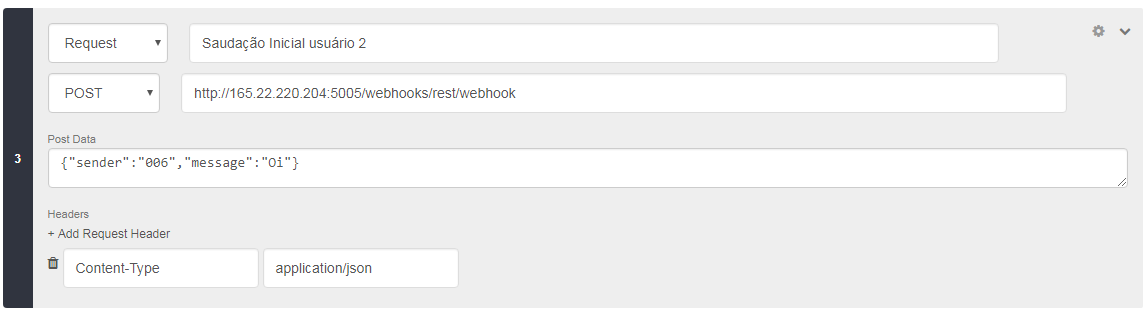 Request
Saudação Inicial usuário 2
POST
http://165.22.220.204:5005/webhooks/rest/webhook
Post Data
3
{"sender":"006","message":"Oi"}
Headers
+ Add Request Header
Content-Type
application/json